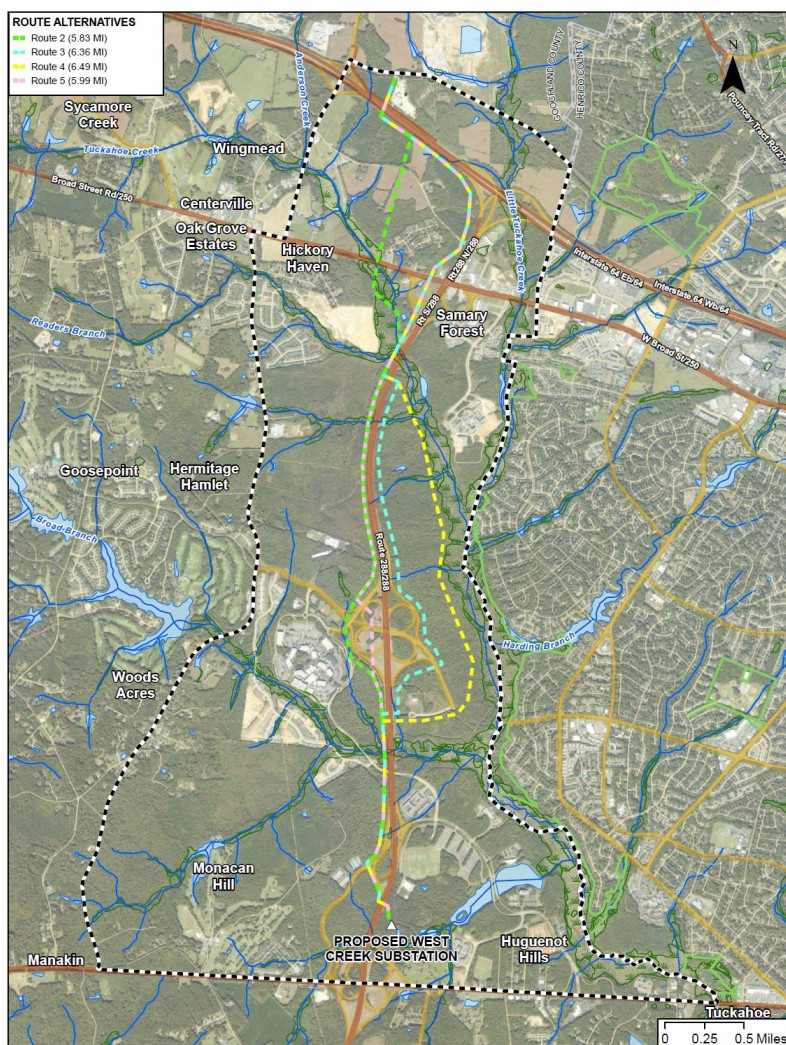 ROUTE ALTERNATIVES
Route 2 (5.83 MI)
Route 3 (6.36 MI)
Route 4 (6.49 MI)
Route 5 (5.99 MI)
N
GOOCHLAND COUNTY
HENRICO COUNTY
Pouncey Tract Rd/271
Anderson Creek
Sycamore
Creek
Tuckahoe Creek
Wingmead
Broad Street Rd/250
Centerville
Oak Grove
Estates
Little Tuckahoe Creek
Hickory
Haven
Rt 288 N/288
Interstate 64 Eb/64
Interstate 64 Wb/64
Rt S/288
Samary
Forest
Readers Branch
W Broad St/250
Goosepoint
Hermitage
Hamlet
Broad Branch
Route 288/288
Harding Branch
Woods
Acres
Monacan
Hill
PROPOSED WEST
CREEK SUBSTATION
Huguenot
Hills
Manakin
Tuckahoe
0 0.25 0.5 Miles